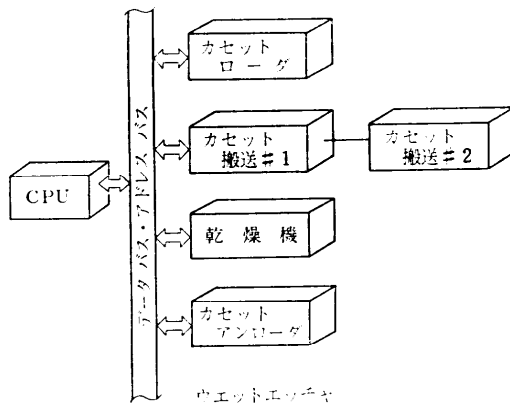 カセット
ローダ
カセット
搬送#1
カセット
搬送#2
CPU
データバス・アドレスバス
乾燥機
カセット
アンローダ
ウエットエッチャ